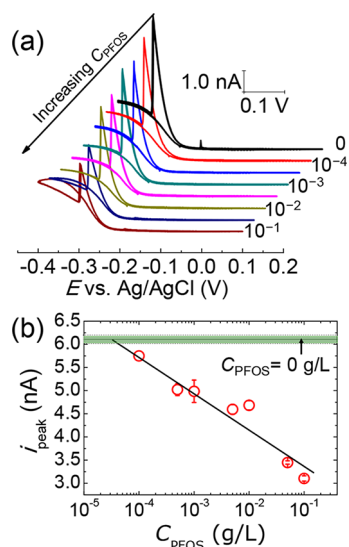 (a)
Increasing C_PFOS
1.0 nA
0.1 V
0
10⁻⁴
10⁻³
10⁻²
10⁻¹
-0.4 -0.3 -0.2 -0.1 0.0 0.1 0.2
E vs. Ag/AgCl (V)
(b)
6.5
6.0
5.5
5.0
4.5
4.0
3.5
3.0
i_peak (nA)
C_PFOS = 0 g/L
10⁻⁵ 10⁻⁴ 10⁻³ 10⁻² 10⁻¹ 10⁰
C_PFOS (g/L)